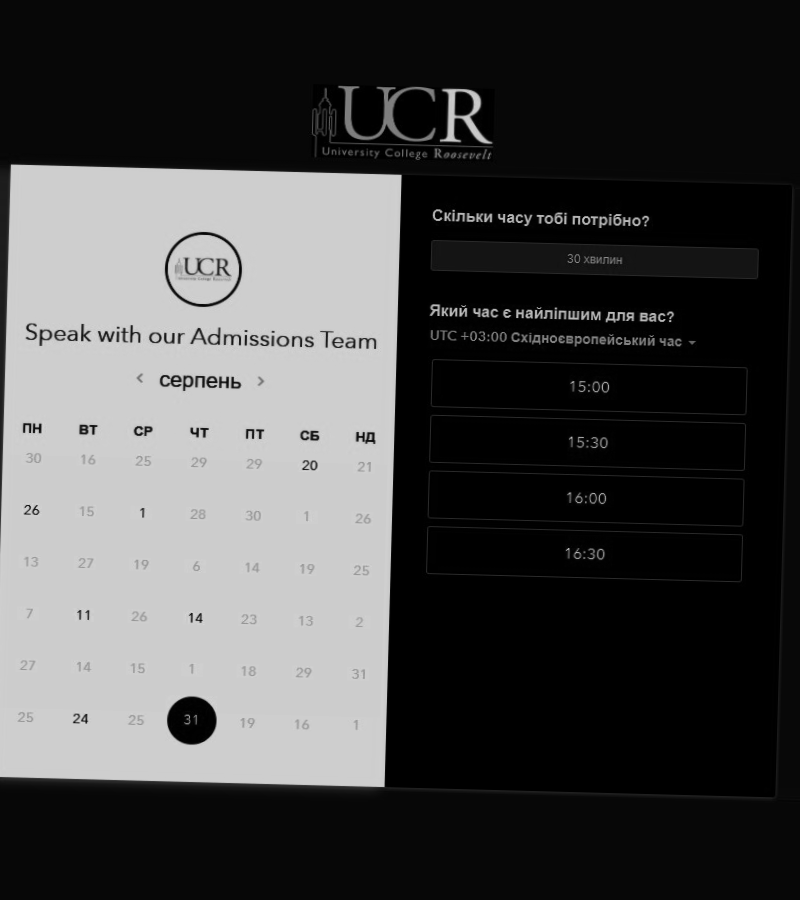 UCR
University College Roosevelt
UCR
University College Roosevelt
Speak with our Admissions Team
серпень
ПН ВТ СР ЧТ ПТ СБ НД
30 16 25 29 29 20 21
26 15 1 28 30 1 26
13 27 19 6 14 19 25
7 11 26 14 23 13 2
27 14 15 1 18 29 31
25 24 25 31 19 16 1
Скільки часу тобі потрібно?
30 хвилин
Який час є найліпшим для вас?
UTC +03:00 Східноєвропейський час
15:00
15:30
16:00
16:30